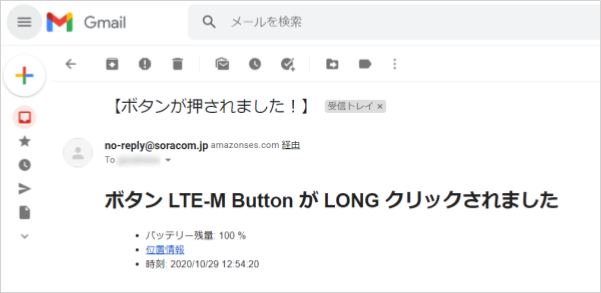 Gmail
メールを検索
【ボタンが押されました！】 受信トレイ ×
no-reply@soracom.jp amazonses.com 経由
To
ボタン LTE-M Button が LONG クリックされました
• バッテリー残量: 100 %
• 位置情報
• 時刻: 2020/10/29 12:54:20